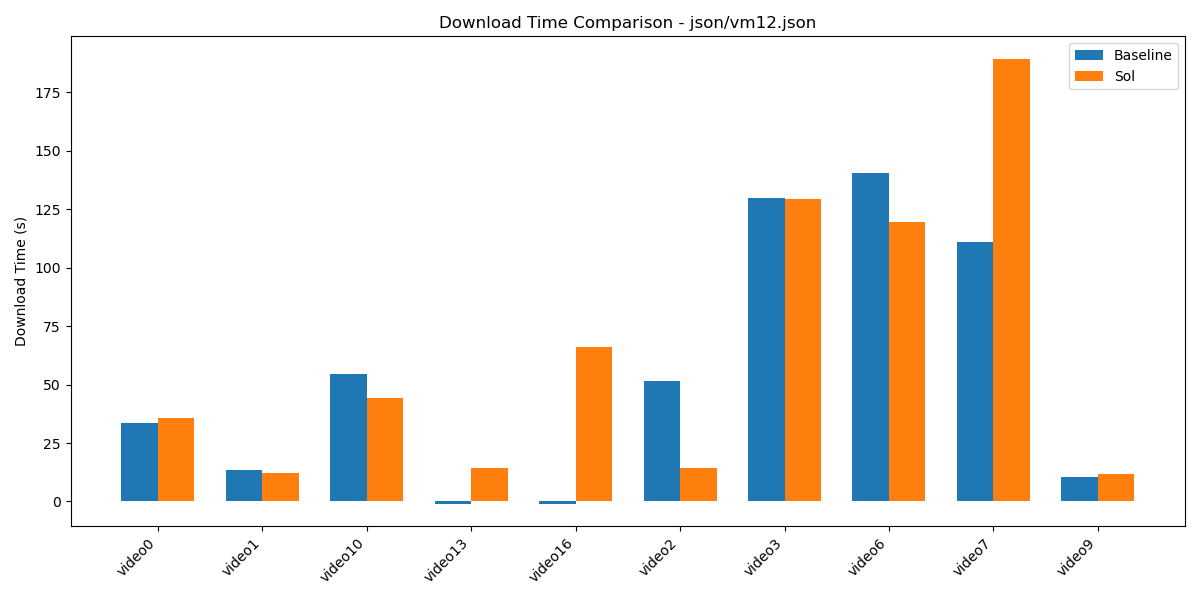 Download Time Comparison - json/vm12.json
Baseline
Sol
Download Time (s)
175
150
125
100
75
50
25
0
video0
video1
video10
video13
video16
video2
video3
video6
video7
video9